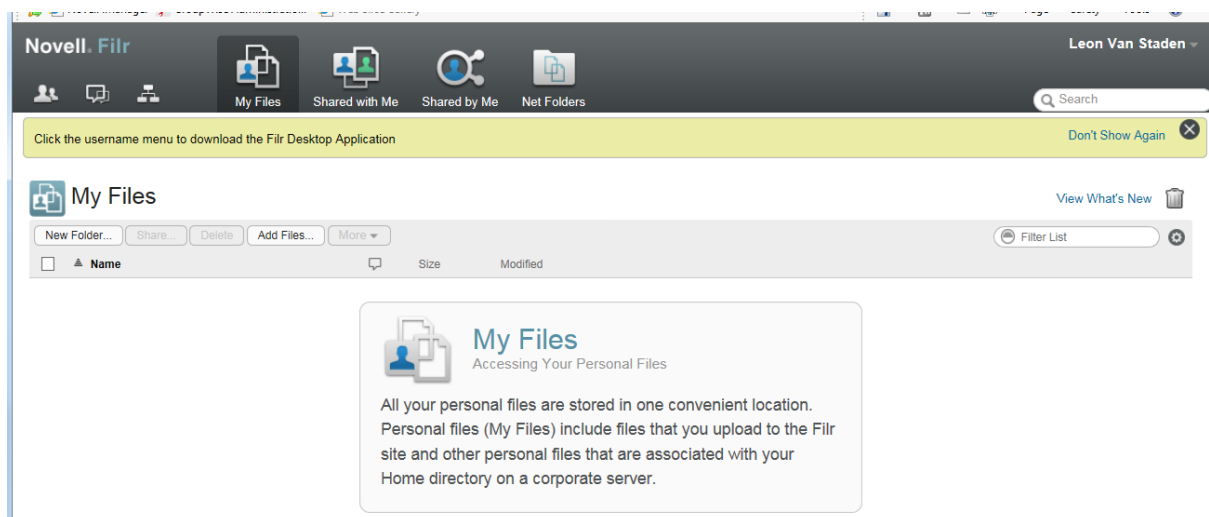 Novell. Filr
Leon Van Staden
My Files Shared with Me Shared by Me Net Folders
Search
Click the username menu to download the Filr Desktop Application
Don't Show Again
My Files
View What's New
New Folder... Share... Delete Add Files... More
Filter List
Name Size Modified
My Files
Accessing Your Personal Files
All your personal files are stored in one convenient location.
Personal files (My Files) include files that you upload to the Filr
site and other personal files that are associated with your
Home directory on a corporate server.